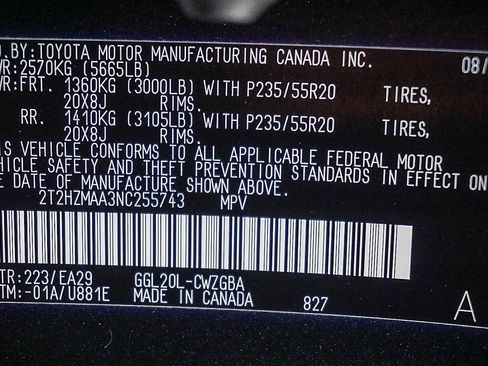 D.BY:TOYOTA MOTOR MANUFACTURING CANADA INC. 08/
WR:2570KG (5665LB)
WR:FRT. 1360KG (3000LB) WITH P235/55R20 TIRES,
20X8J RIMS.
RR. 1410KG (3105LB) WITH P235/55R20 TIRES,
20X8J RIMS.
IS VEHICLE CONFORMS TO ALL APPLICABLE FEDERAL MOTOR
HICLE SAFETY AND THEFT PREVENTION STANDARDS IN EFFECT ON
E DATE OF MANUFACTURE SHOWN ABOVE.
2T2HZMAA3NC255743 MPV
TR:223/EA29 GGL20L-CWZGBA
TM:-01A/U881E MADE IN CANADA 827 A